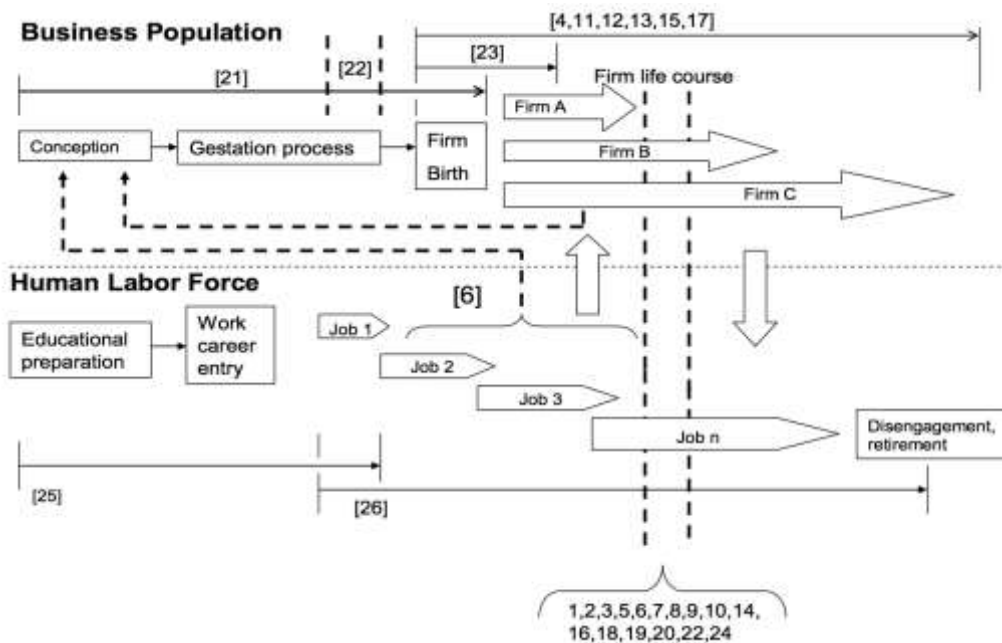 [4,11,12,13,15,17]
Business Population
[23]
[21]
[22]
Firm life course
Firm A
Conception
Gestation process
Firm
Birth
Firm B
Firm C
Human Labor Force
[6]
Educational
preparation
Work
career
entry
Job 1
Job 2
Job 3
Job n
Disengagement,
retirement
[25]
[26]
1,2,3,5,6,7,8,9,10,14,
16,18,19,20,22,24